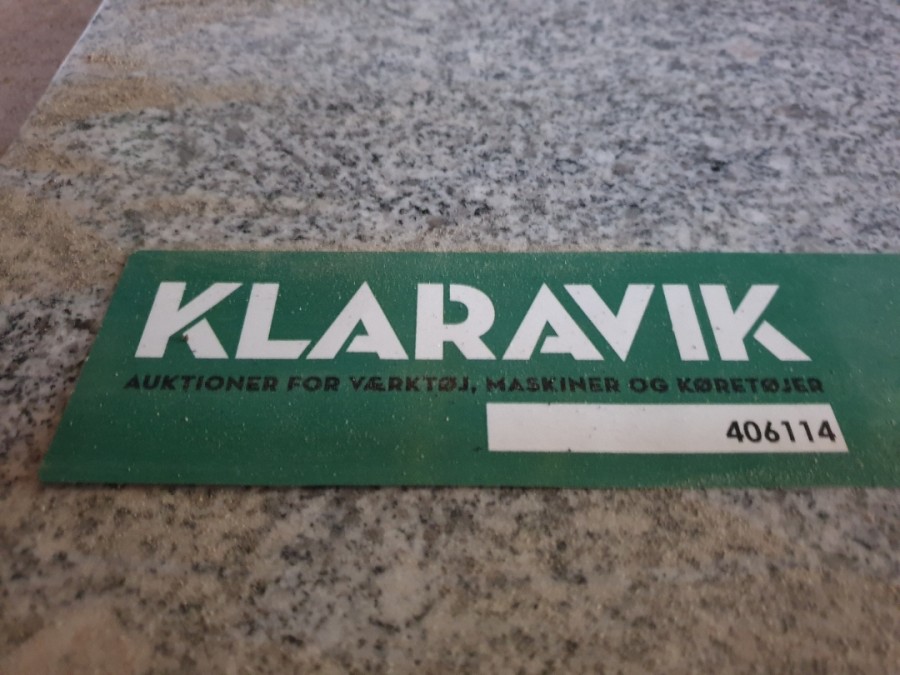 KLARAVIK
AUKTIONER FOR VÆRKTØJ, MASKINER OG KØRETØJER
406114